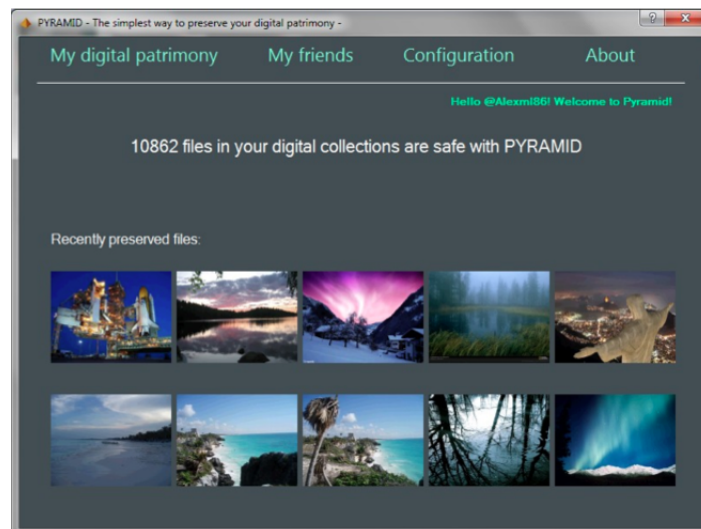 PYRAMID - The simplest way to preserve your digital patrimony -
My digital patrimony My friends Configuration About
Hello @Alexml86! Welcome to Pyramid!
10862 files in your digital collections are safe with PYRAMID
Recently preserved files: